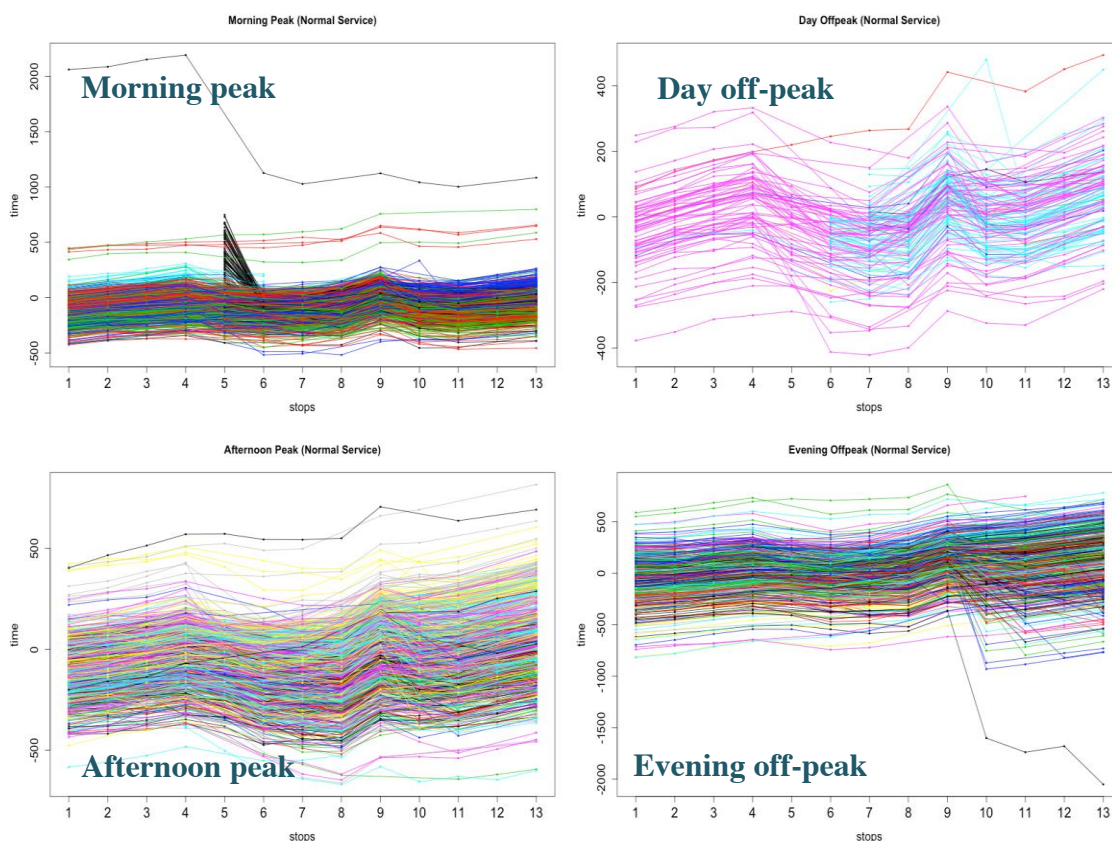 Morning Peak (Normal Service)
Morning peak
time
2000
1500
1000
500
0
-500
1 2 3 4 5 6 7 8 9 10 11 12 13
stops
Day Offpeak (Normal Service)
Day off-peak
time
400
200
0
-200
-400
1 2 3 4 5 6 7 8 9 10 11 12 13
stops
Afternoon Peak (Normal Service)
time
500
0
-500
Afternoon peak
1 2 3 4 5 6 7 8 9 10 11 12 13
stops
Evening Offpeak (Normal Service)
time
500
0
-500
-1000
-1500
-2000
Evening off-peak
1 2 3 4 5 6 7 8 9 10 11 12 13
stops